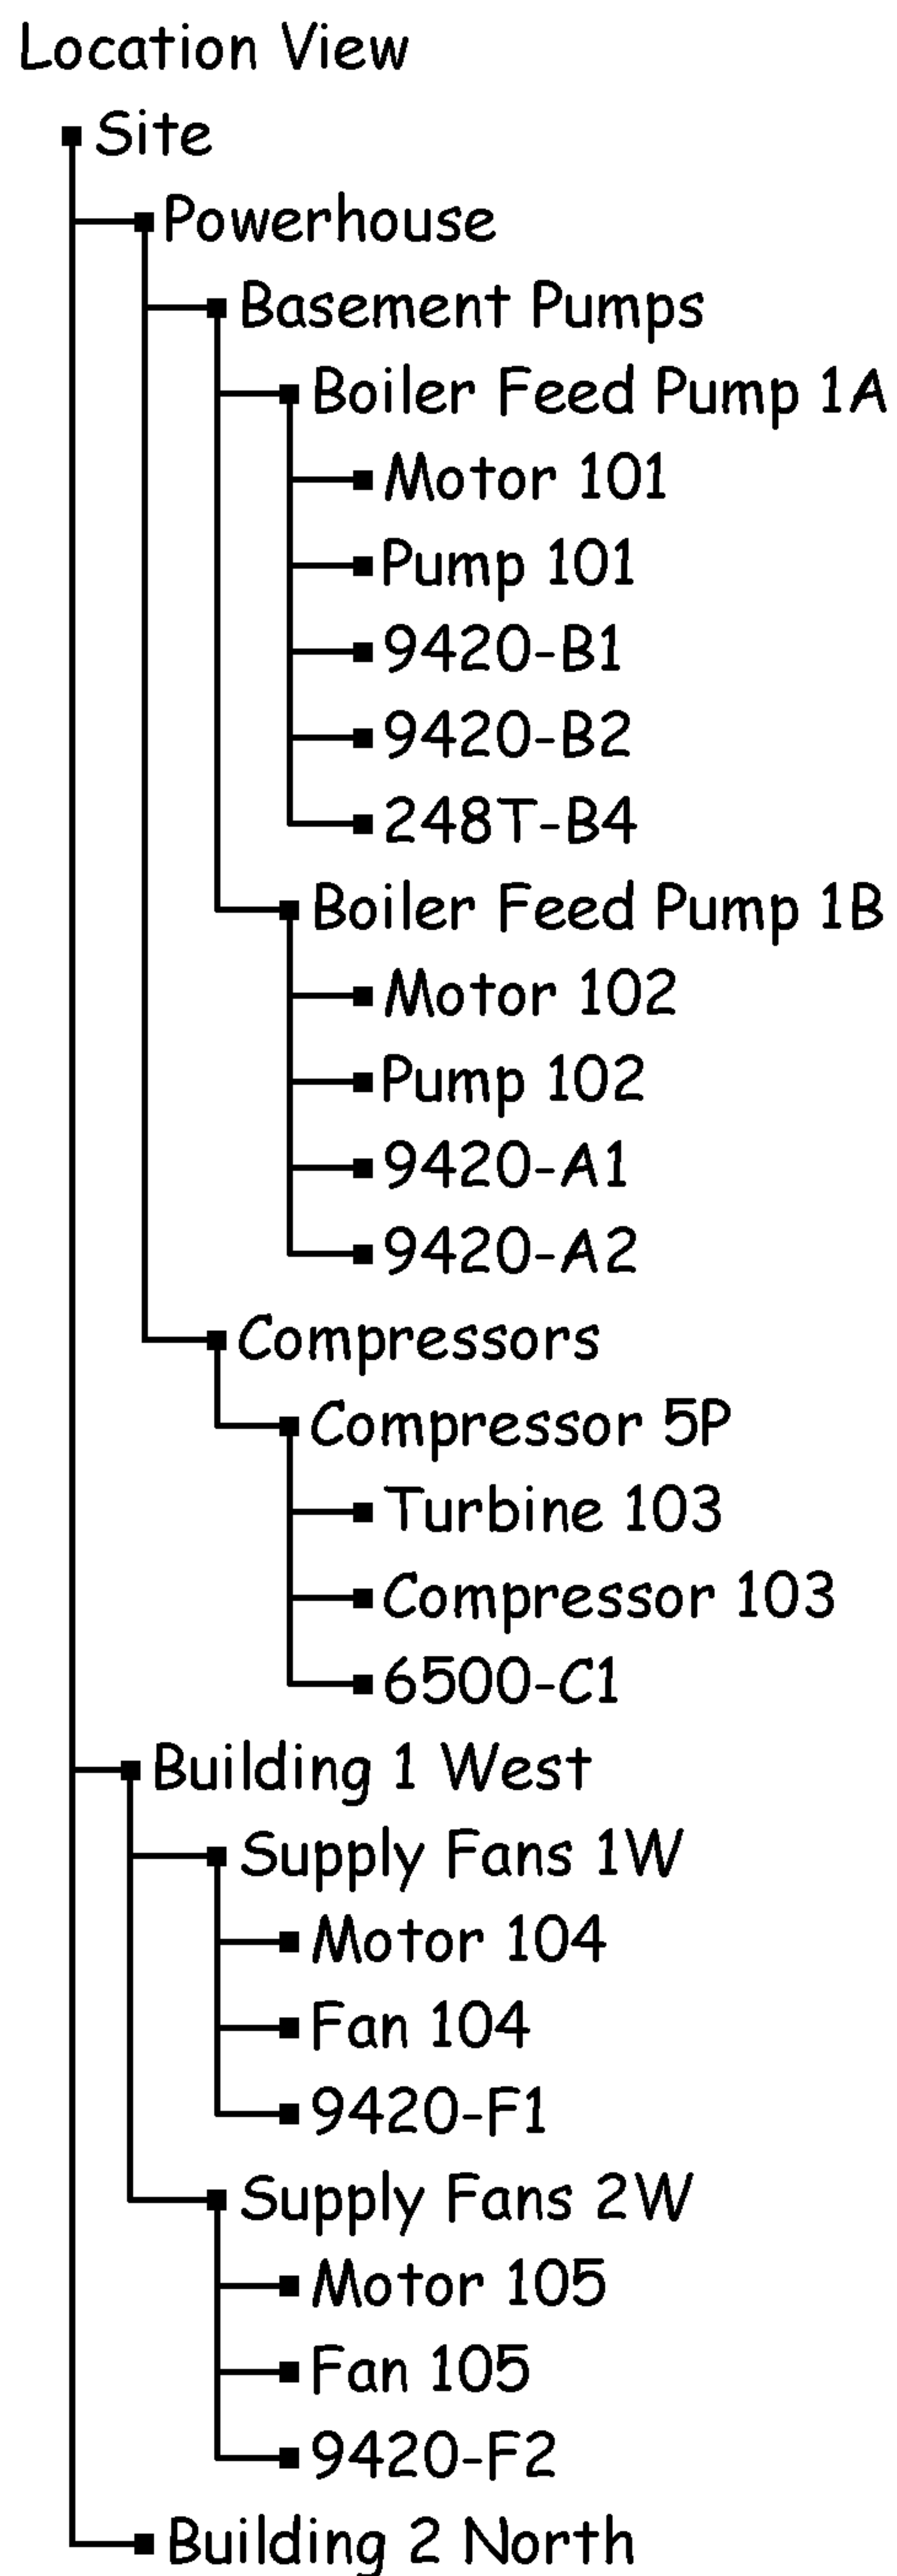 Location View
Site
Powerhouse
Basement Pumps
Boiler Feed Pump 1A
Motor 101
Pump 101
9420-B1
9420-B2
248T-B4
Boiler Feed Pump 1B
Motor 102
Pump 102
9420-A1
9420-A2
Compressors
Compressor 5P
Turbine 103
Compressor 103
6500-C1
Building 1 West
Supply Fans 1W
Motor 104
Fan 104
9420-F1
Supply Fans 2W
Motor 105
Fan 105
9420-F2
Building 2 North